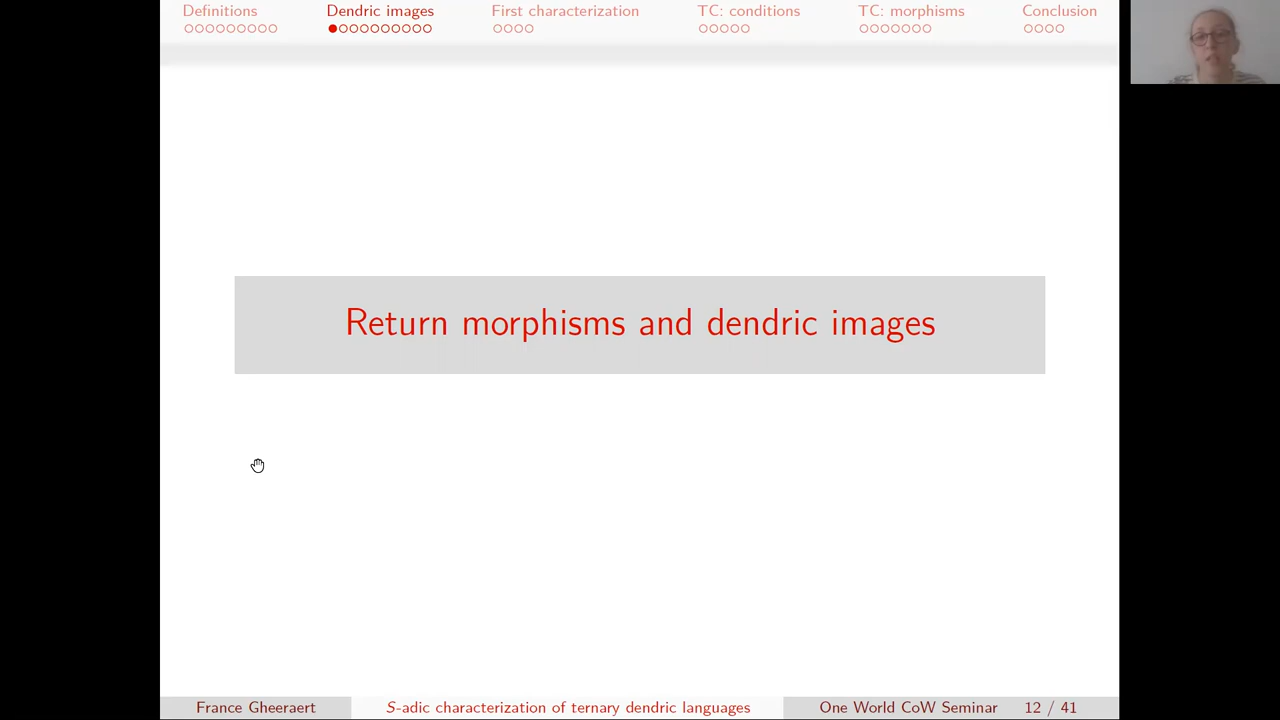 Definitions Dendric images First characterization TC: conditions TC: morphisms Conclusion
Return morphisms and dendric images
France Gheeraert S-adic characterization of ternary dendric languages One World CoW Seminar 12 / 41